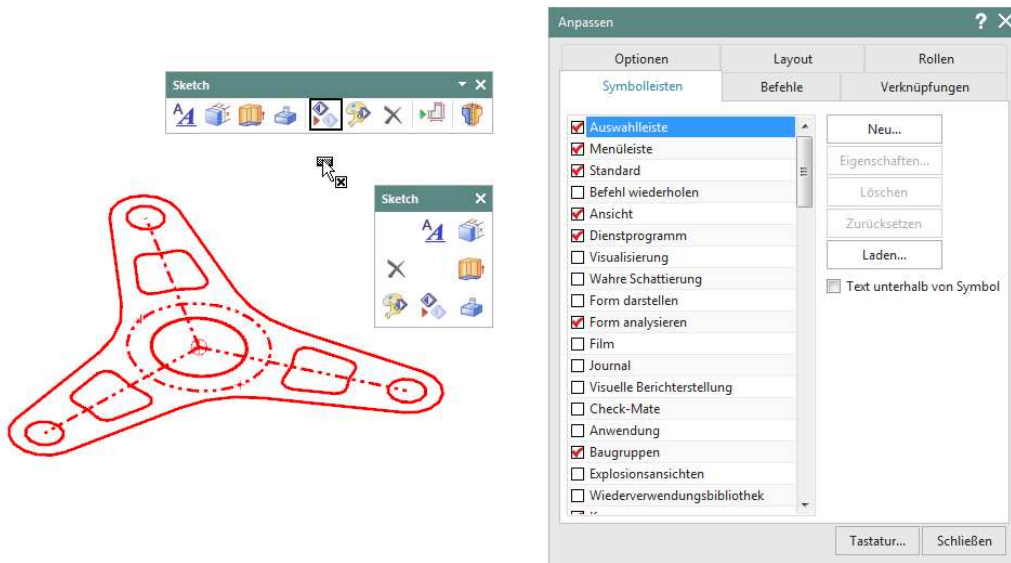 Sketch
Sketch
Anpassen
Optionen Layout Rollen
Symbolleisten Befehle Verknüpfungen
Auswahlleiste
Menüleiste
Standard
Befehl wiederholen
Ansicht
Dienstprogramm
Visualisierung
Wahre Schattierung
Form darstellen
Form analysieren
Film
Journal
Visuelle Berichterstellung
Check-Mate
Anwendung
Baugruppen
Explosionsansichten
Wiederverwendungsbibliothek
Neu...
Eigenschaften...
Löschen
Zurücksetzen
Laden...
Text unterhalb von Symbol
Tastatur... Schließen